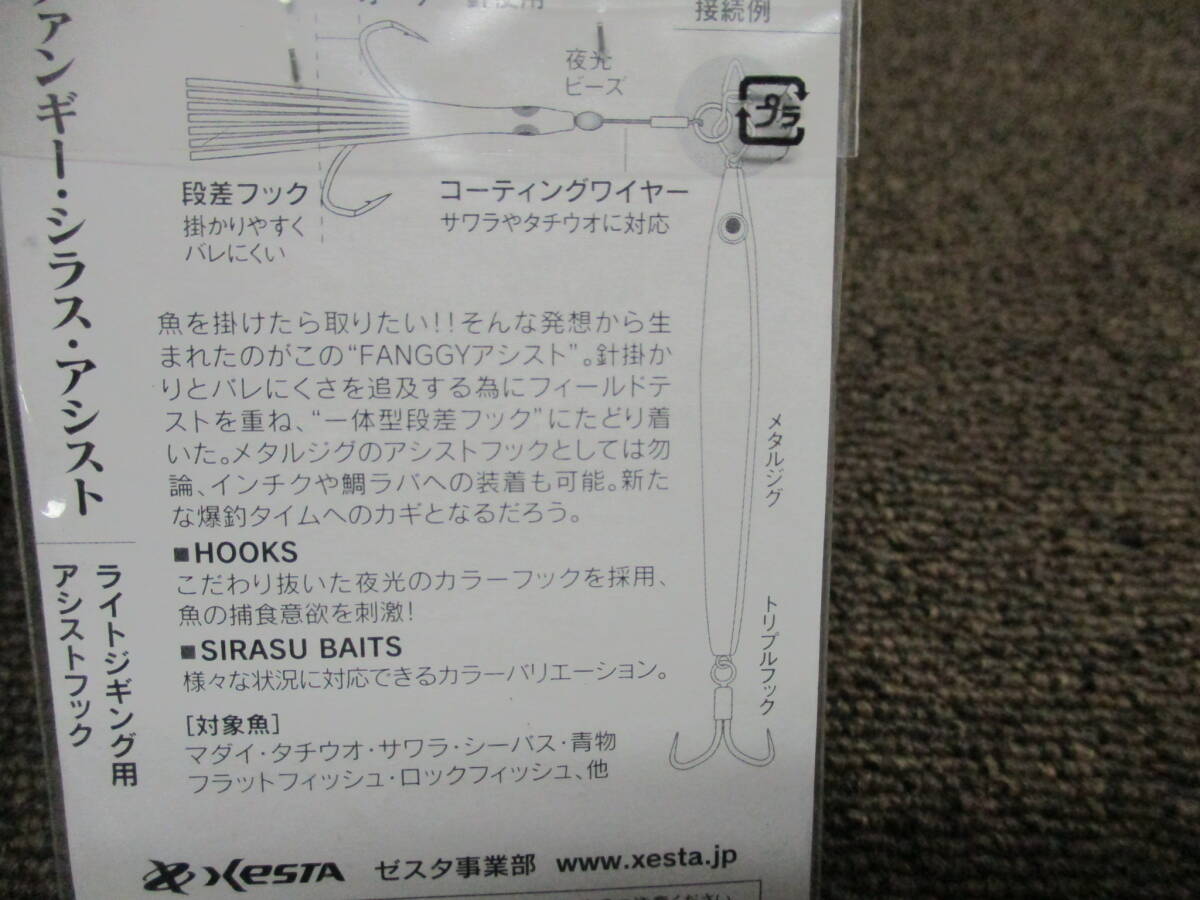 ァンギー・シラス・アシスト
ライトジギング用
アシストフック
接続例
夜光
ビーズ
プラ
段差フック
掛かりやすく
バレにくい
コーティングワイヤー
サワラやタチウオに対応
魚を掛けたら取りたい!!そんな発想から生
まれたのがこの“FANGGYアシスト”。針掛か
りとバレにくさを追及する為にフィールドテ
ストを重ね、“一体型段差フック”にたどり着
いた。メタルジグのアシストフックとしては勿
論、インチクや鯛ラバへの装着も可能。新た
な爆釣タイムへのカギとなるだろう。
■HOOKS
こだわり抜いた夜光のカラーフックを採用、
魚の捕食意欲を刺激!
■SIRASU BAITS
様々な状況に対応できるカラーバリエーション。
[対象魚]
マダイ・タチウオ・サワラ・シーバス・青物
フラットフィッシュ・ロックフィッシュ、他
メタルジグ
トリプルフック
XESTA ゼスタ事業部 www.xesta.jp